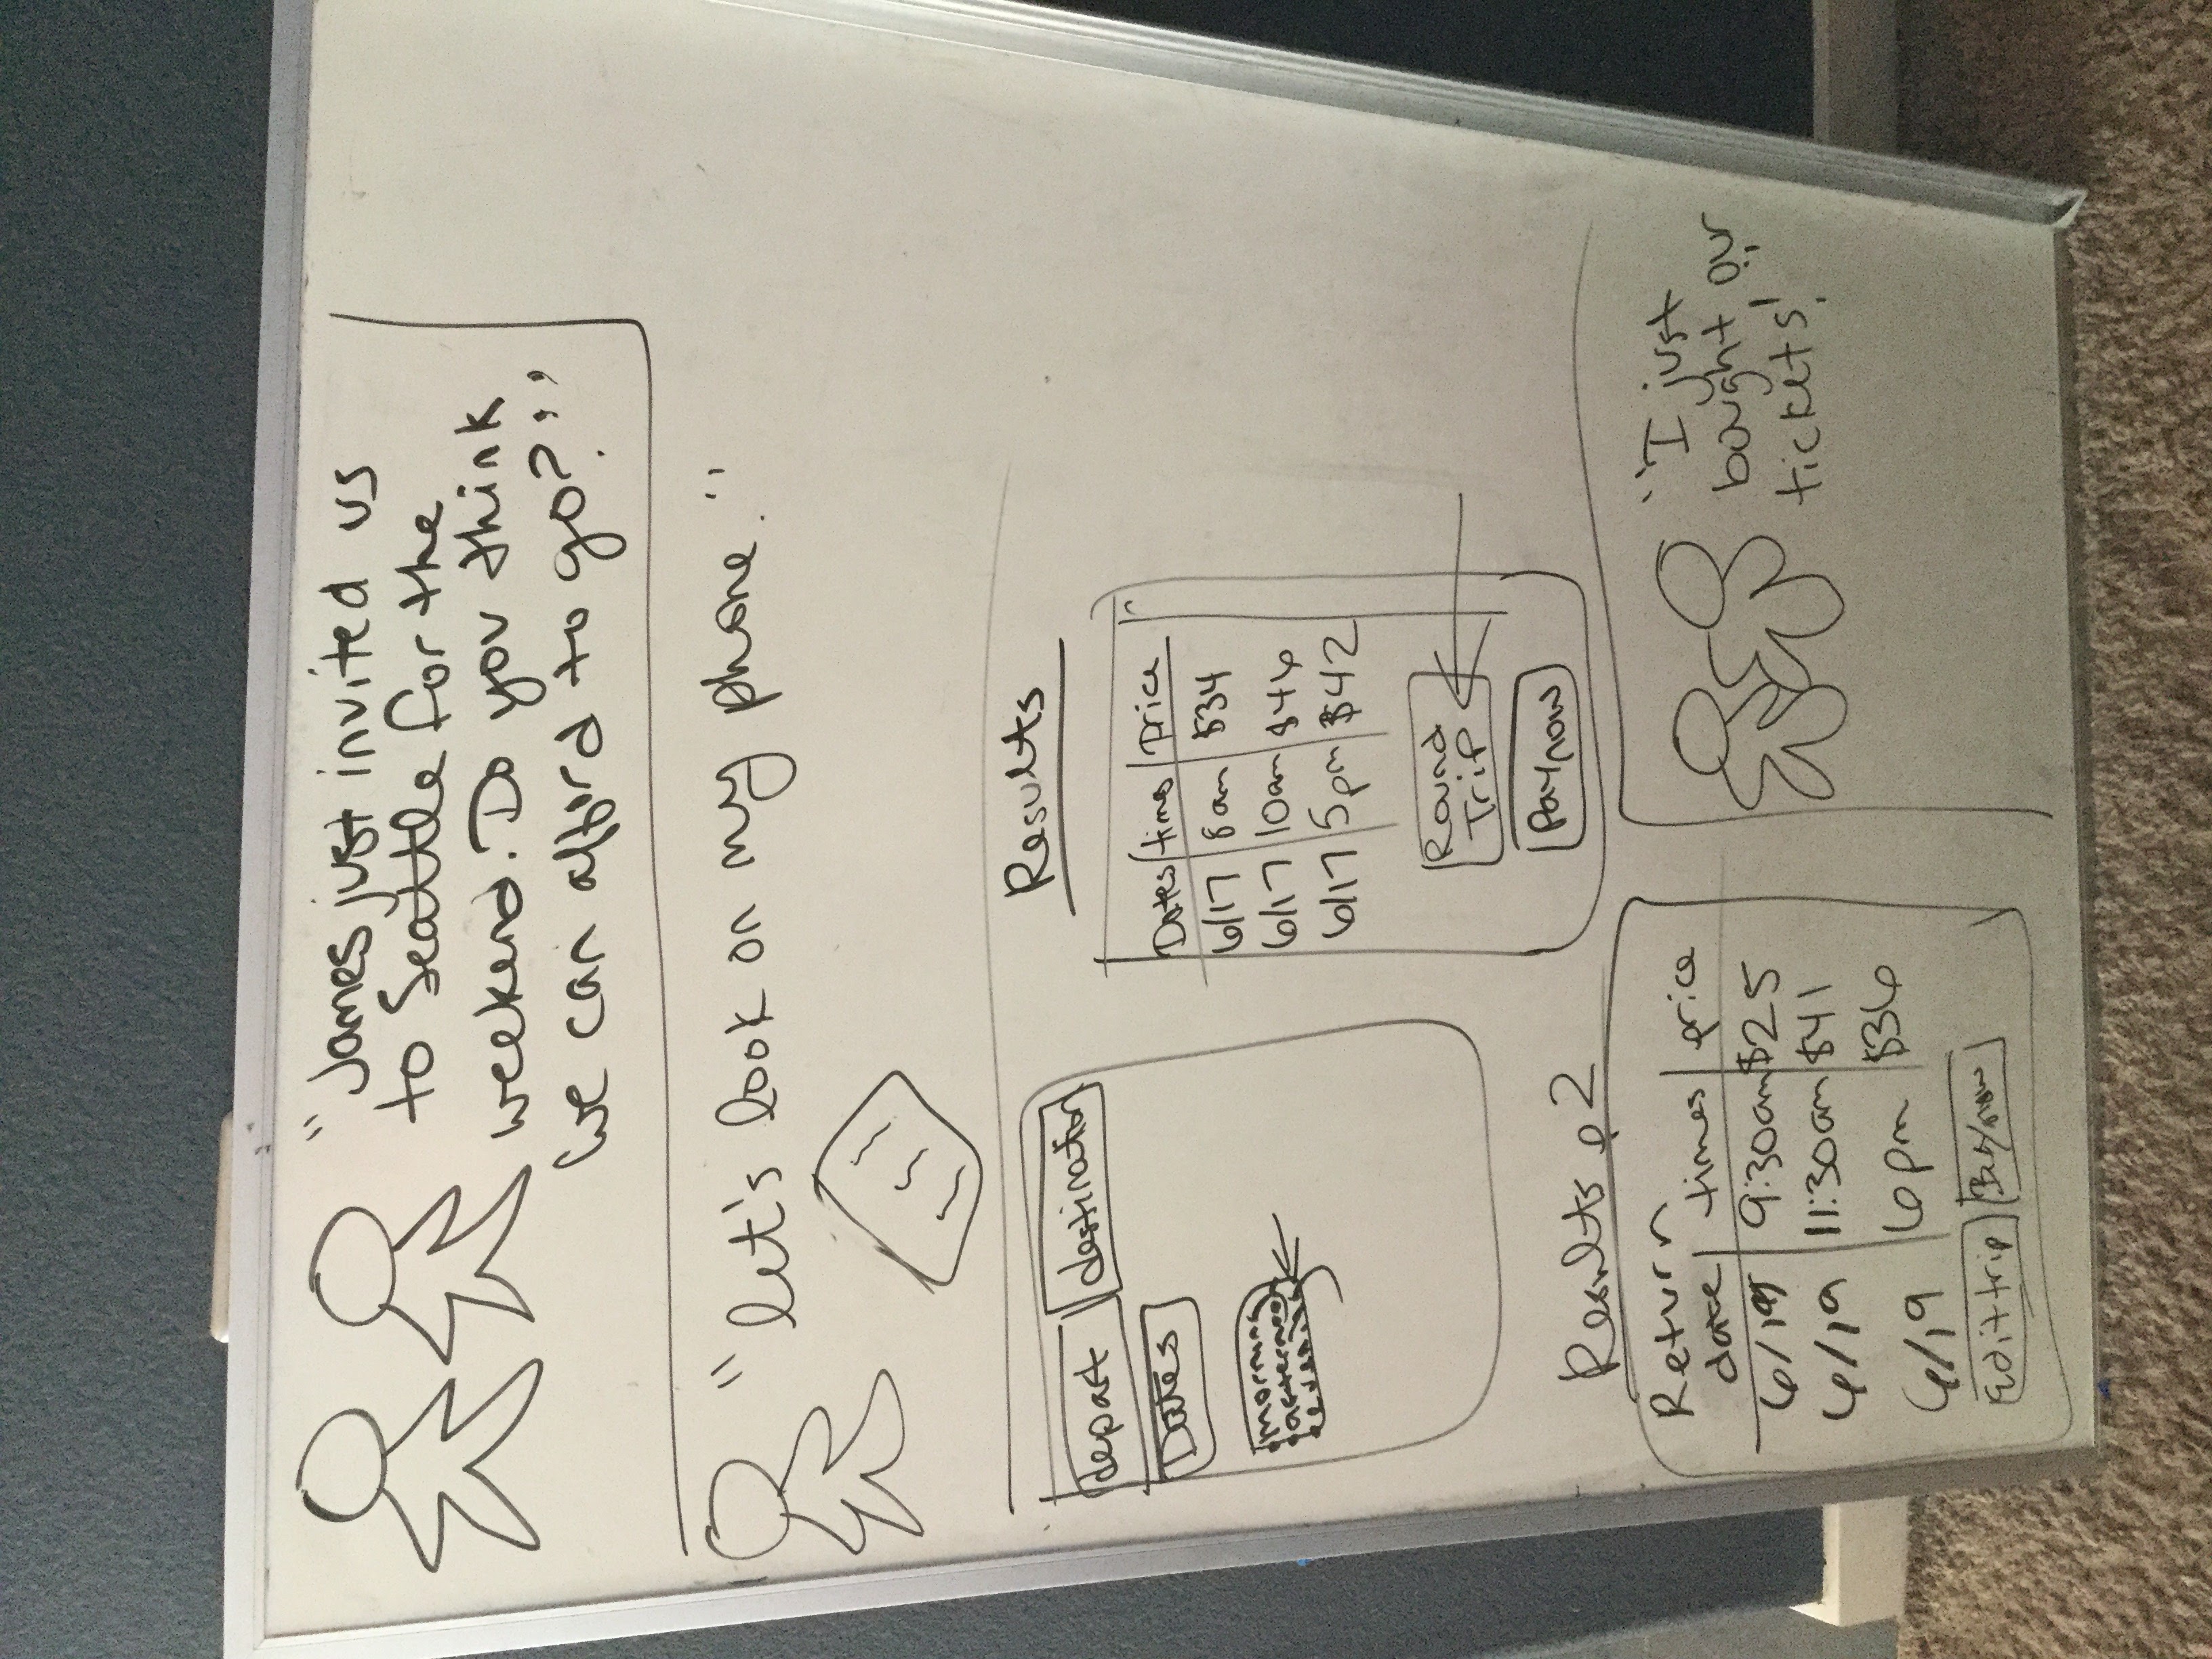 "James just invited us
to Seattle for the
weekend. Do you think
we can afford to go?"
"let's look on my phone."
depart destination
Dates
morning
afternoon
evening
Results
Dates times Price
6/17 8am $34
6/17 10am $46
6/17 5pm $42
Round
Trip
Pay now
Results p2
Return
date times price
6/19 9:30am $25
6/19 11:30am $41
6/19 6pm $36
Edit trip Buy now
"I just
bought our
tickets!"